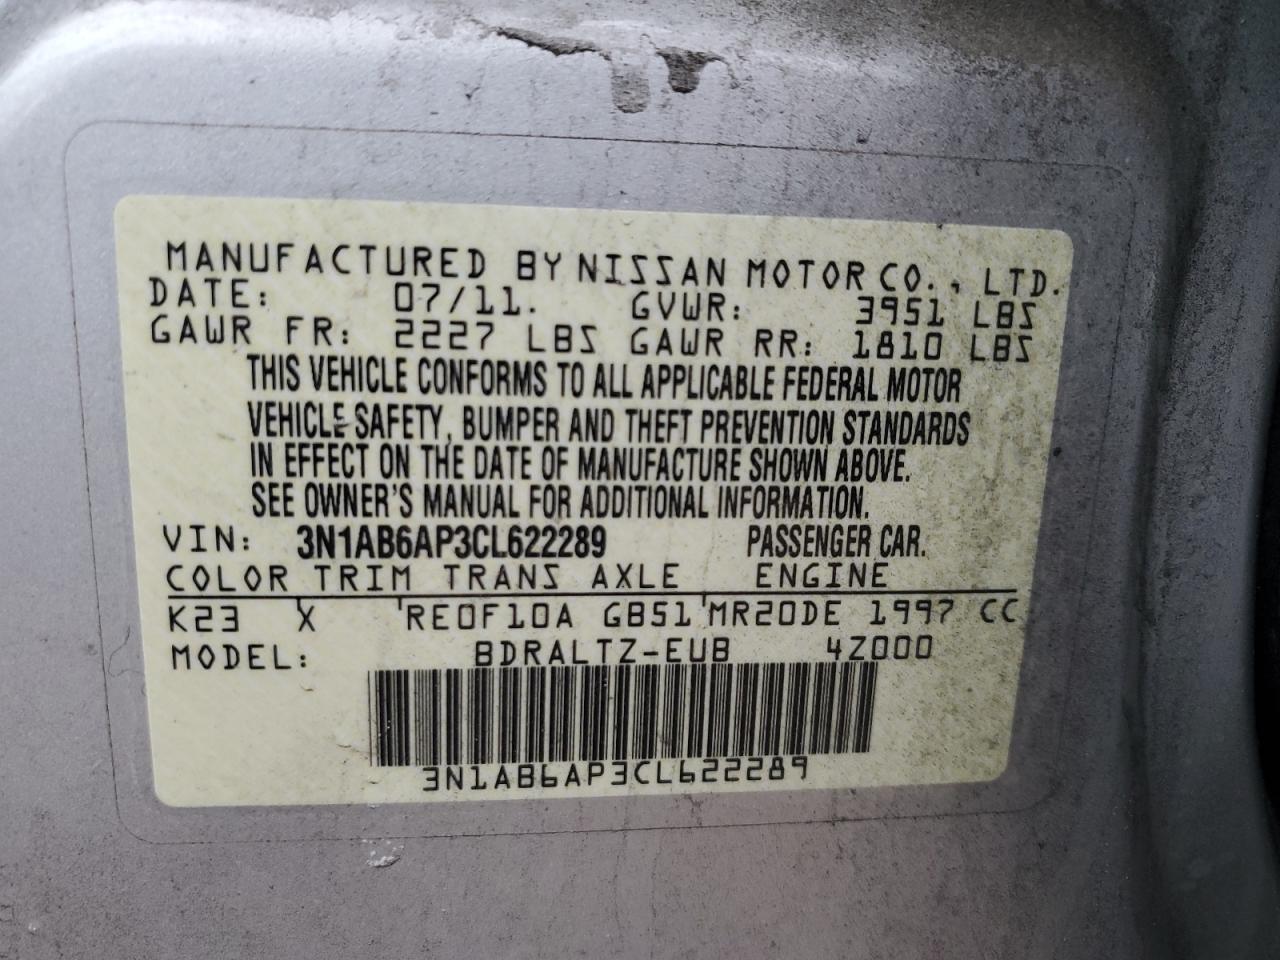 MANUFACTURED BY NISSAN MOTOR CO., LTD.
DATE: 07/11. GVWR: 3951 LBS
GAWR FR: 2227 LBS GAWR RR: 1810 LBS
THIS VEHICLE CONFORMS TO ALL APPLICABLE FEDERAL MOTOR
VEHICLE SAFETY, BUMPER AND THEFT PREVENTION STANDARDS
IN EFFECT ON THE DATE OF MANUFACTURE SHOWN ABOVE.
SEE OWNER'S MANUAL FOR ADDITIONAL INFORMATION.
VIN: 3N1AB6AP3CL622289 PASSENGER CAR.
COLOR TRIM TRANS AXLE ENGINE
K23 X RE0F10A GB51 MR20DE 1997 CC
MODEL: BDRALTZ-EUB 4Z000
3N1AB6AP3CL622289